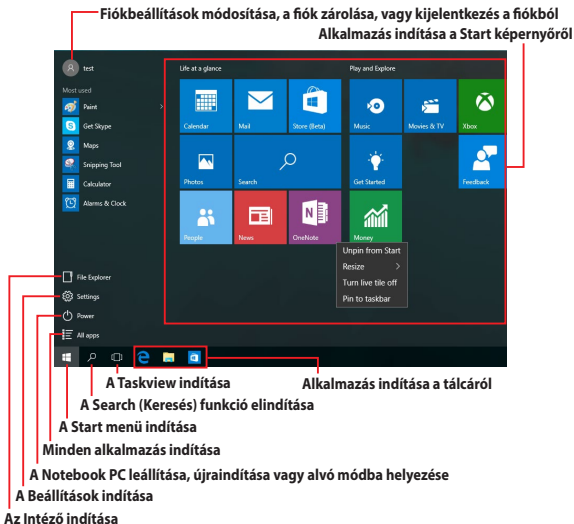 Fiókbeállítások módosítása, a fiók zárolása, vagy kijelentkezés a fiókból
Alkalmazás indítása a Start képernyőről
test
Life at a glance
Play and Explore
Most used
Paint
Get Skype
Maps
Snipping Tool
Calculator
Alarms & Clock
Calendar
Mail
Store (Beta)
Music
Movies & TV
Xbox
Photos
Search
Get Started
Feedback
People
News
OneNote
Money
Unpin from Start
Resize
Turn live tile off
Pin to taskbar
File Explorer
Settings
Power
All apps
A Taskview indítása
Alkalmazás indítása a tálcáról
A Search (Keresés) funkció elindítása
A Start menü indítása
Minden alkalmazás indítása
A Notebook PC leállítása, újraindítása vagy alvó módba helyezése
A Beállítások indítása
Az Intéző indítása